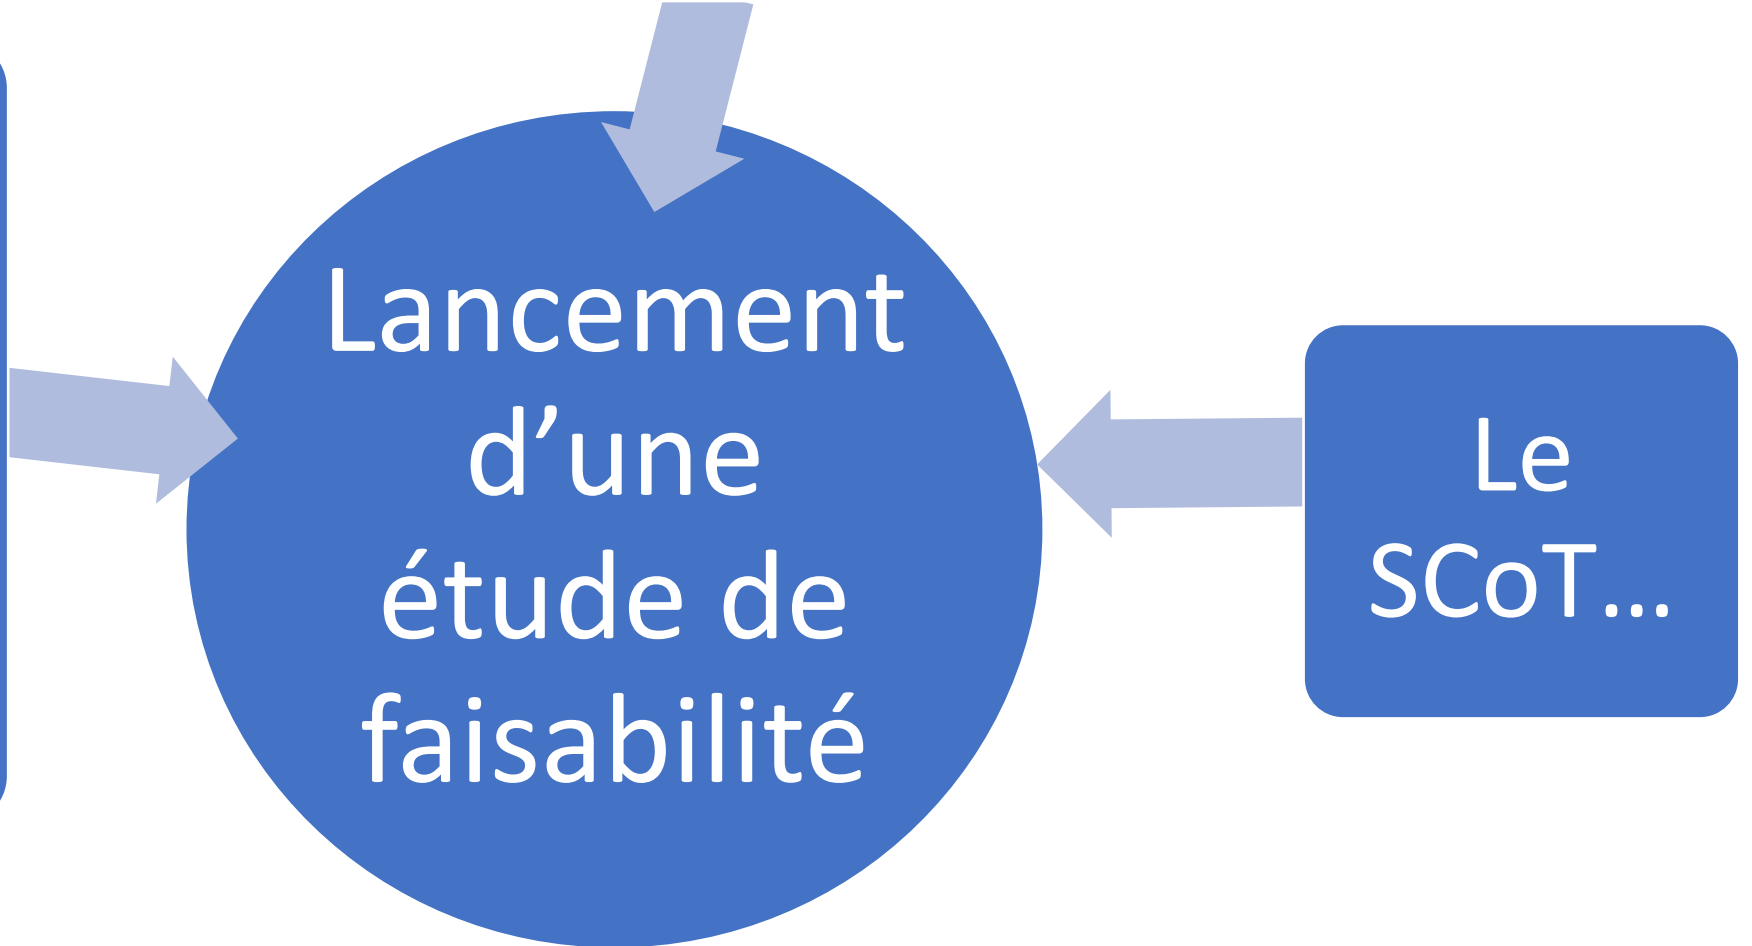 Lancement
d’une
étude de
faisabilité
Le
SCoT...